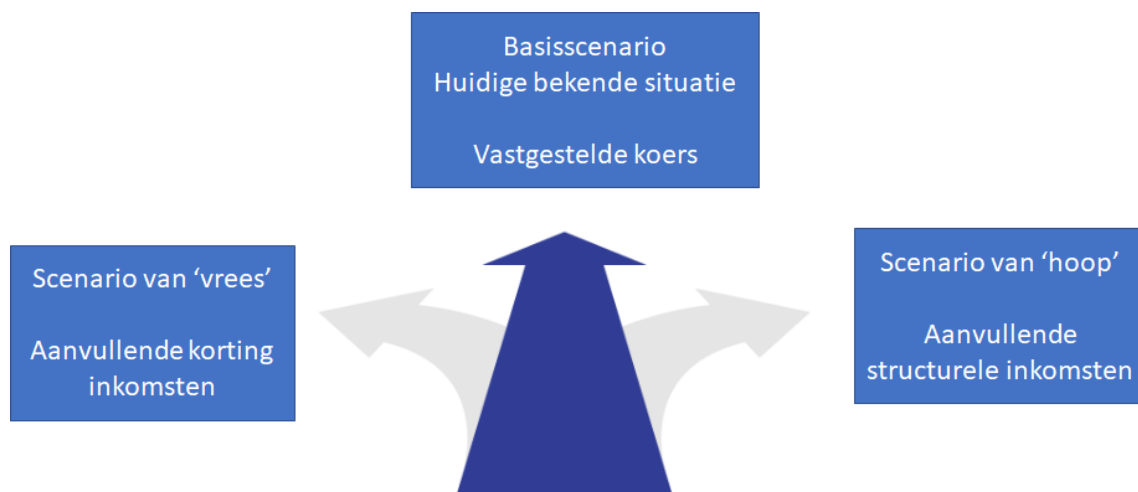 Basisscenario
Huidige bekende situatie
Vastgestelde koers
Scenario van ‘vrees’
Aanvullende korting
inkomsten
Scenario van ‘hoop’
Aanvullende
structurele inkomsten